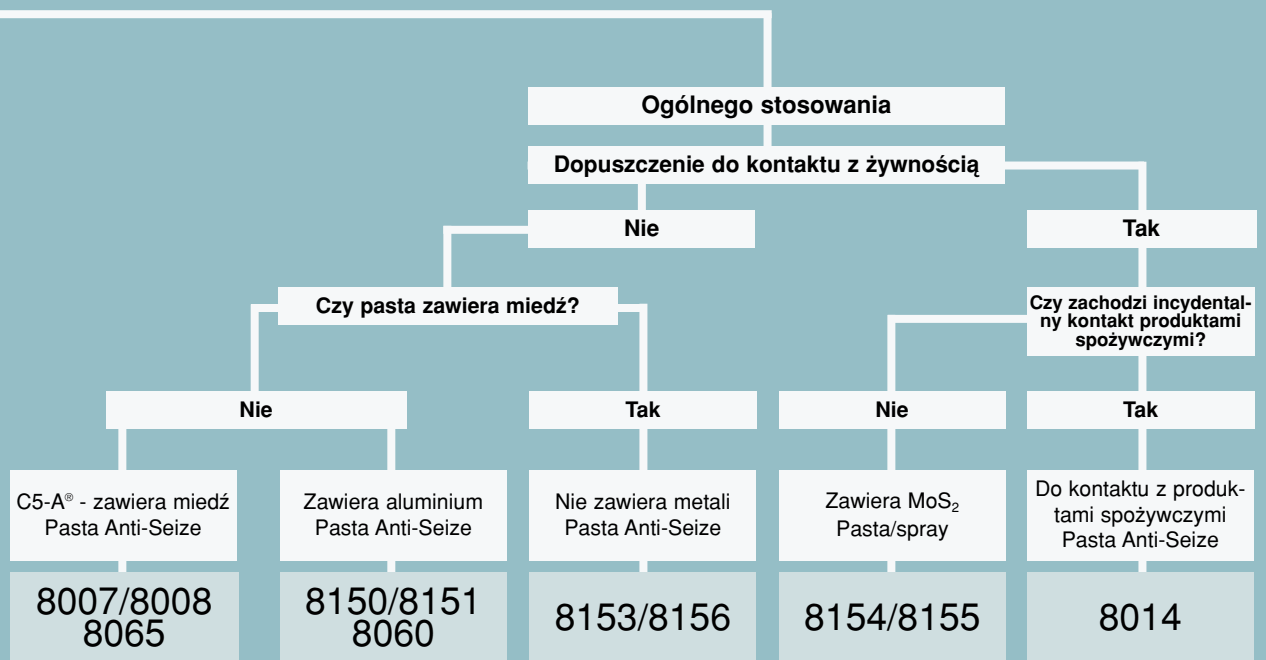 Ogólnego stosowania
Dopuszczenie do kontaktu z żywnością
Nie
Tak
Czy pasta zawiera miedź?
Czy zachodzi incydental-
ny kontakt produktami
spożywczymi?
Nie
Tak
Nie
Tak
C5-A® - zawiera miedź
Pasta Anti-Seize
Zawiera aluminium
Pasta Anti-Seize
Nie zawiera metali
Pasta Anti-Seize
Zawiera MoS₂
Pasta/spray
Do kontaktu z produk-
tami spożywczymi
Pasta Anti-Seize
8007/8008
8065
8150/8151
8060
8153/8156
8154/8155
8014